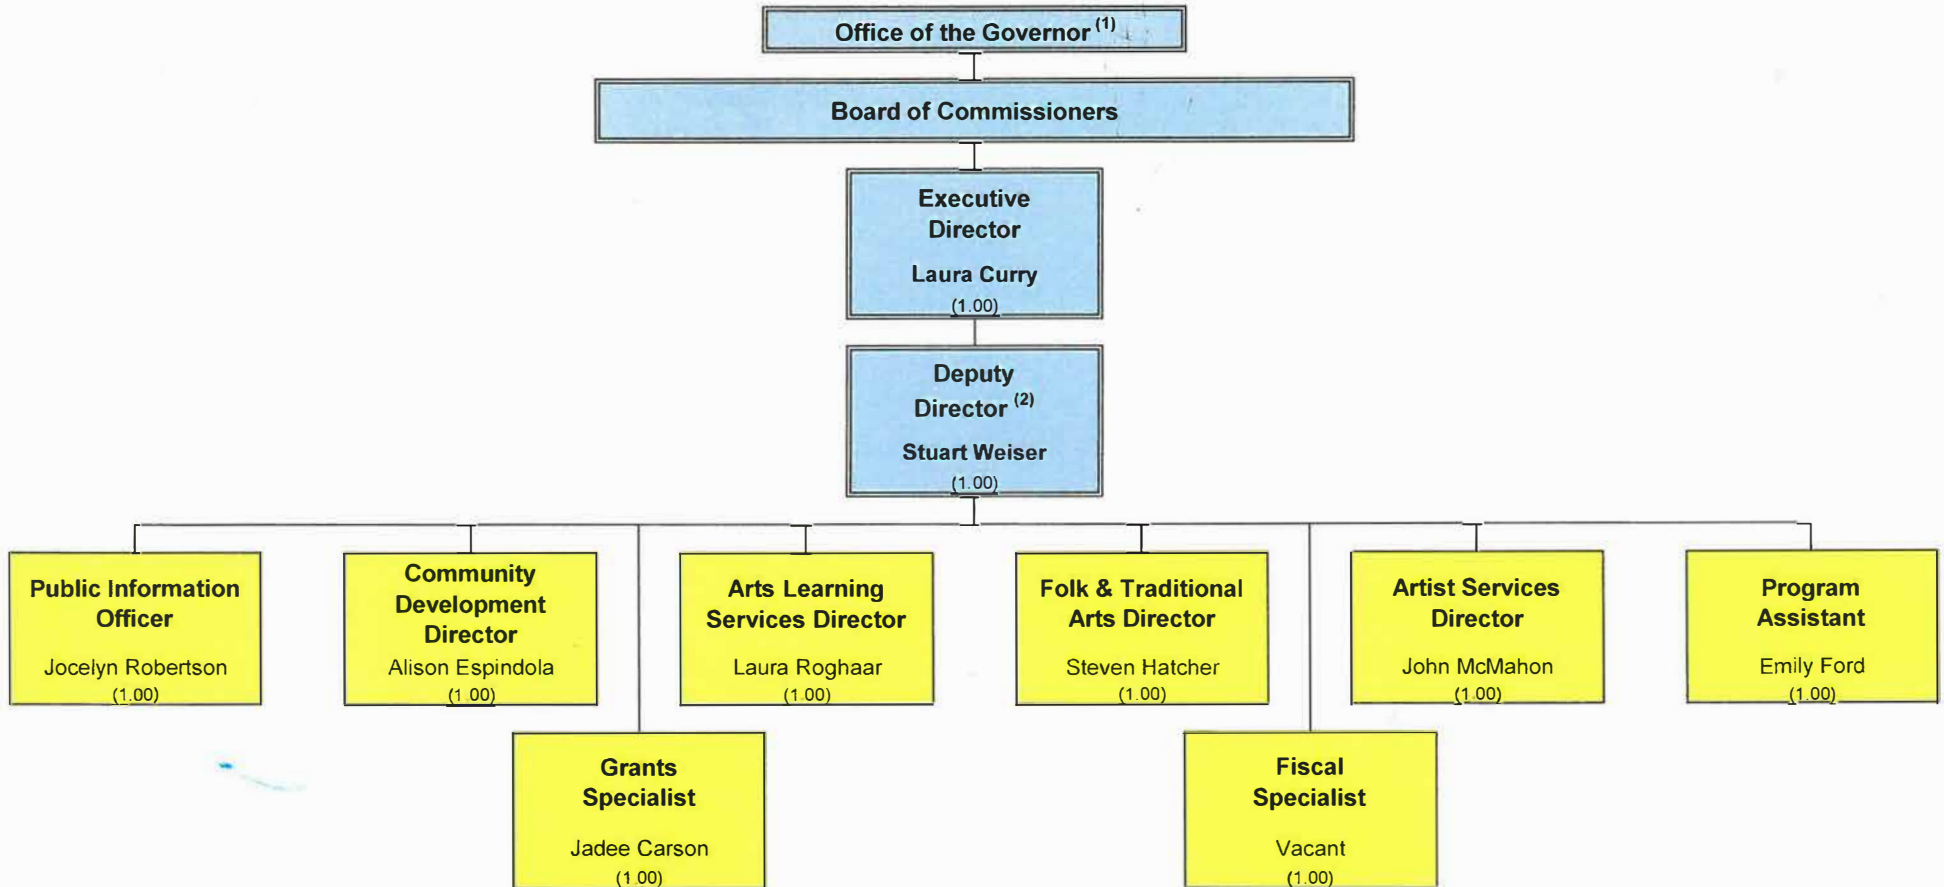 Office of the Governor (1)
Board of Commissioners
Executive
Director
Laura Curry
(1.00)
Deputy
Director (2)
Stuart Weiser
(1.00)
Public Information
Officer
Jocelyn Robertson
(1.00)
Community
Development
Director
Alison Espindola
(1.00)
Arts Learning
Services Director
Laura Roghaar
(1.00)
Folk & Traditional
Arts Director
Steven Hatcher
(1.00)
Artist Services
Director
John McMahon
(1.00)
Program
Assistant
Emily Ford
(1.00)
Grants
Specialist
Jadee Carson
(1.00)
Fiscal
Specialist
Vacant
(1.00)